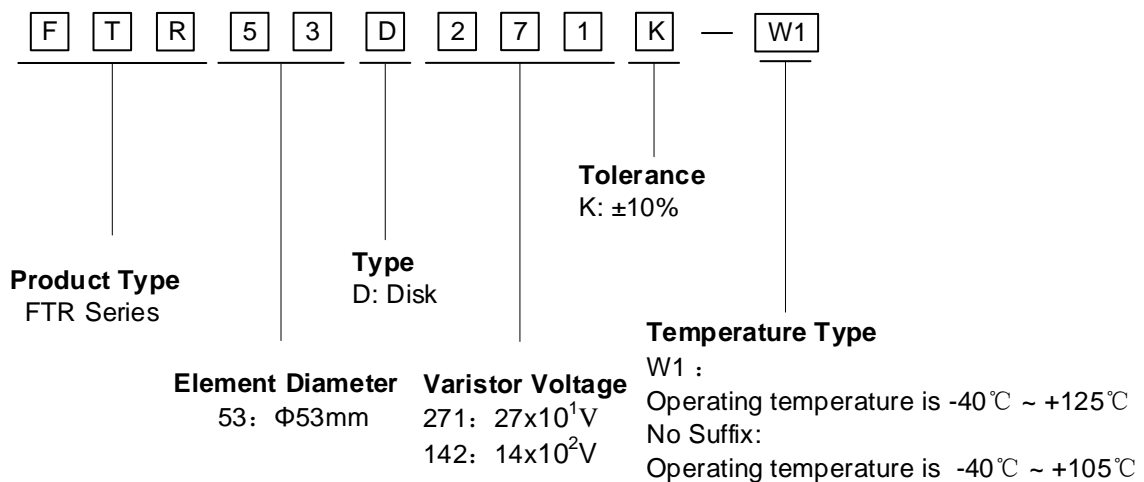 F T R 5 3 D 2 7 1 K — W1
Tolerance
K: ±10%
Type
D: Disk
Product Type
FTR Series
Temperature Type
W1：
Operating temperature is -40℃ ~ +125℃
No Suffix:
Operating temperature is -40℃ ~ +105℃
Element Diameter
53：Φ53mm
Varistor Voltage
271：27x10¹V
142：14x10²V